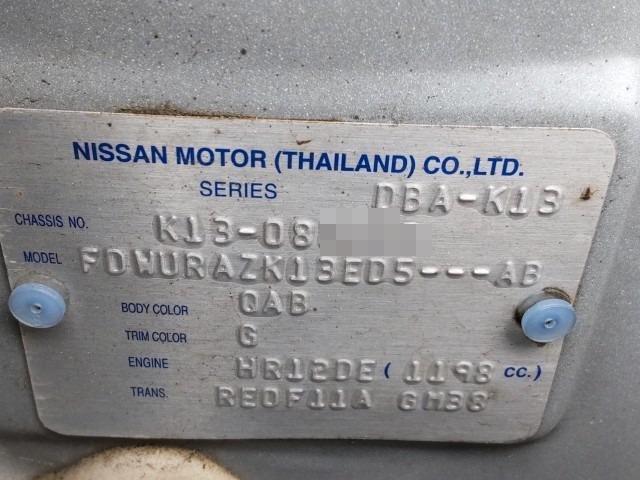 NISSAN MOTOR (THAILAND) CO.,LTD.
SERIES DBA-K13
CHASSIS NO. K13-08
MODEL FDWURAZK13ED5---AB
BODY COLOR QAB
TRIM COLOR G
ENGINE HR12DE ( 1198 CC.)
TRANS. RE0F11A GM38